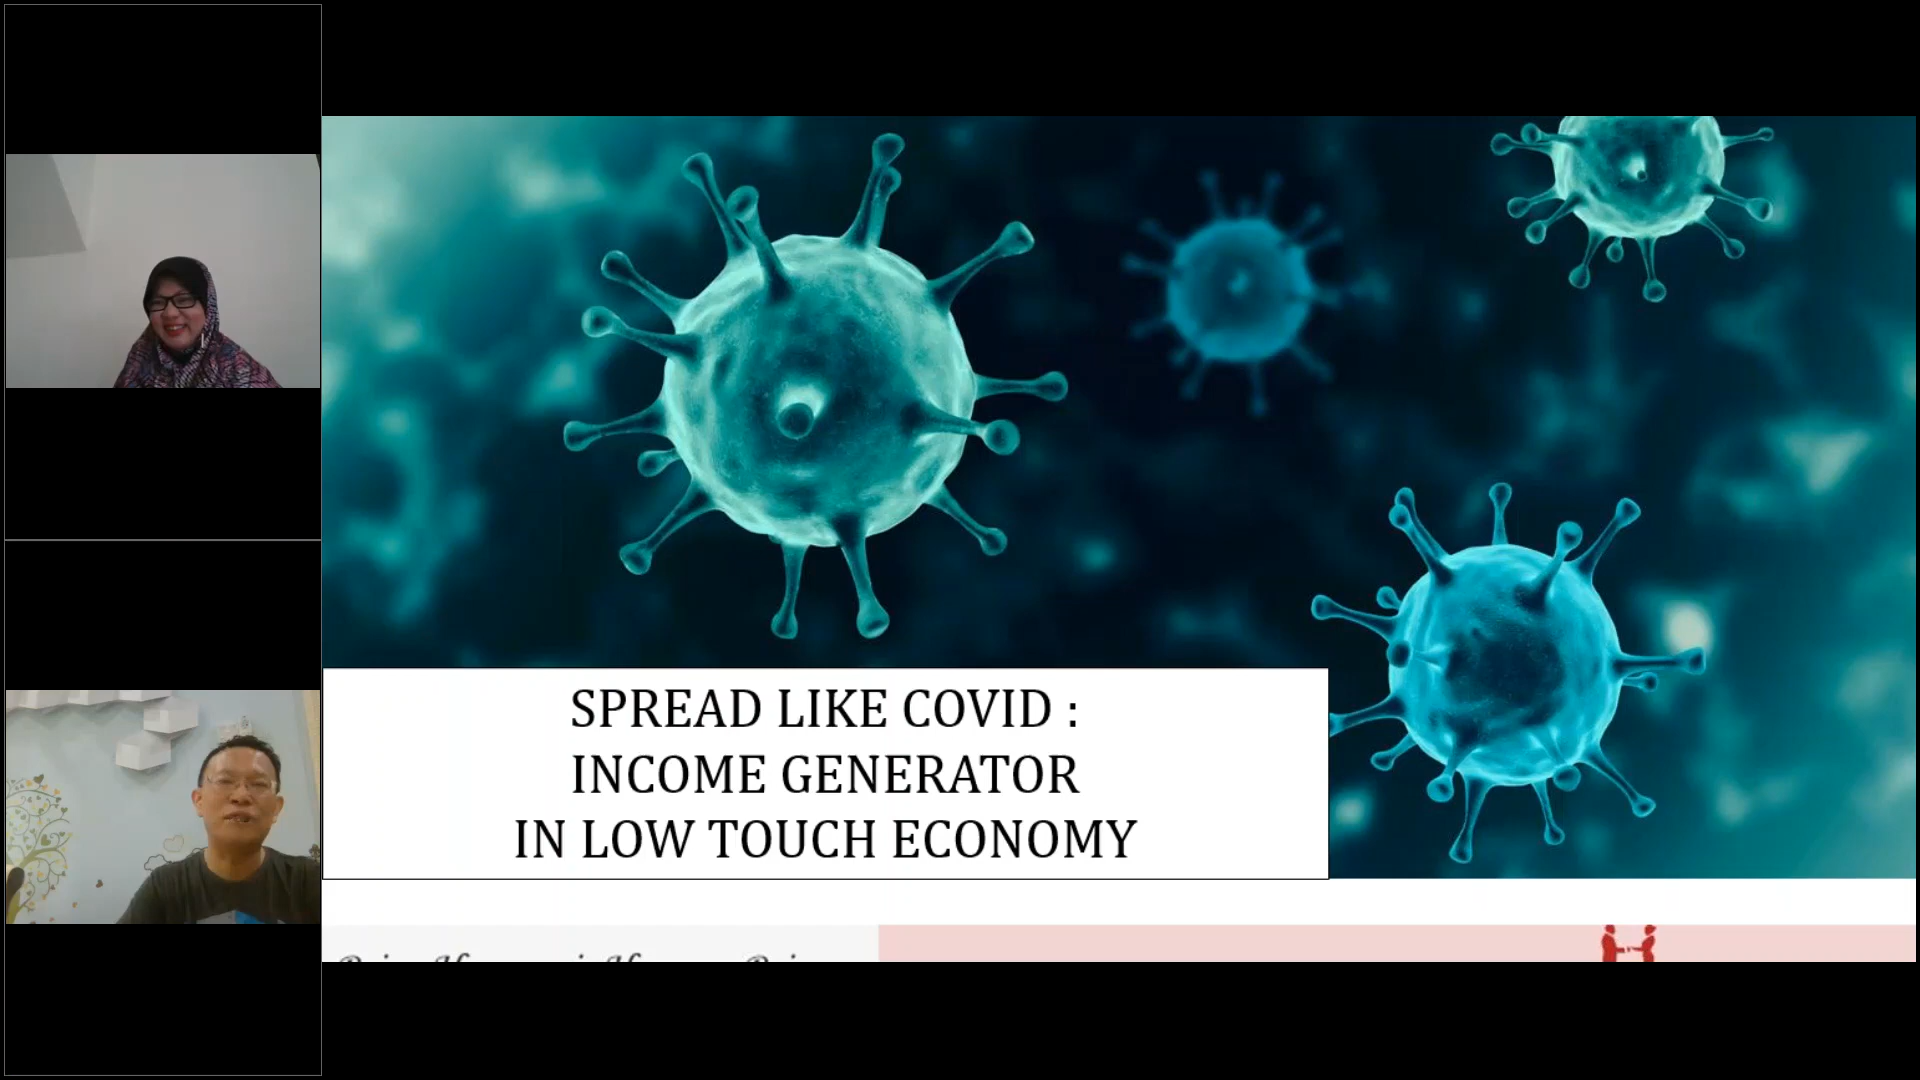 SPREAD LIKE COVID :
INCOME GENERATOR
IN LOW TOUCH ECONOMY